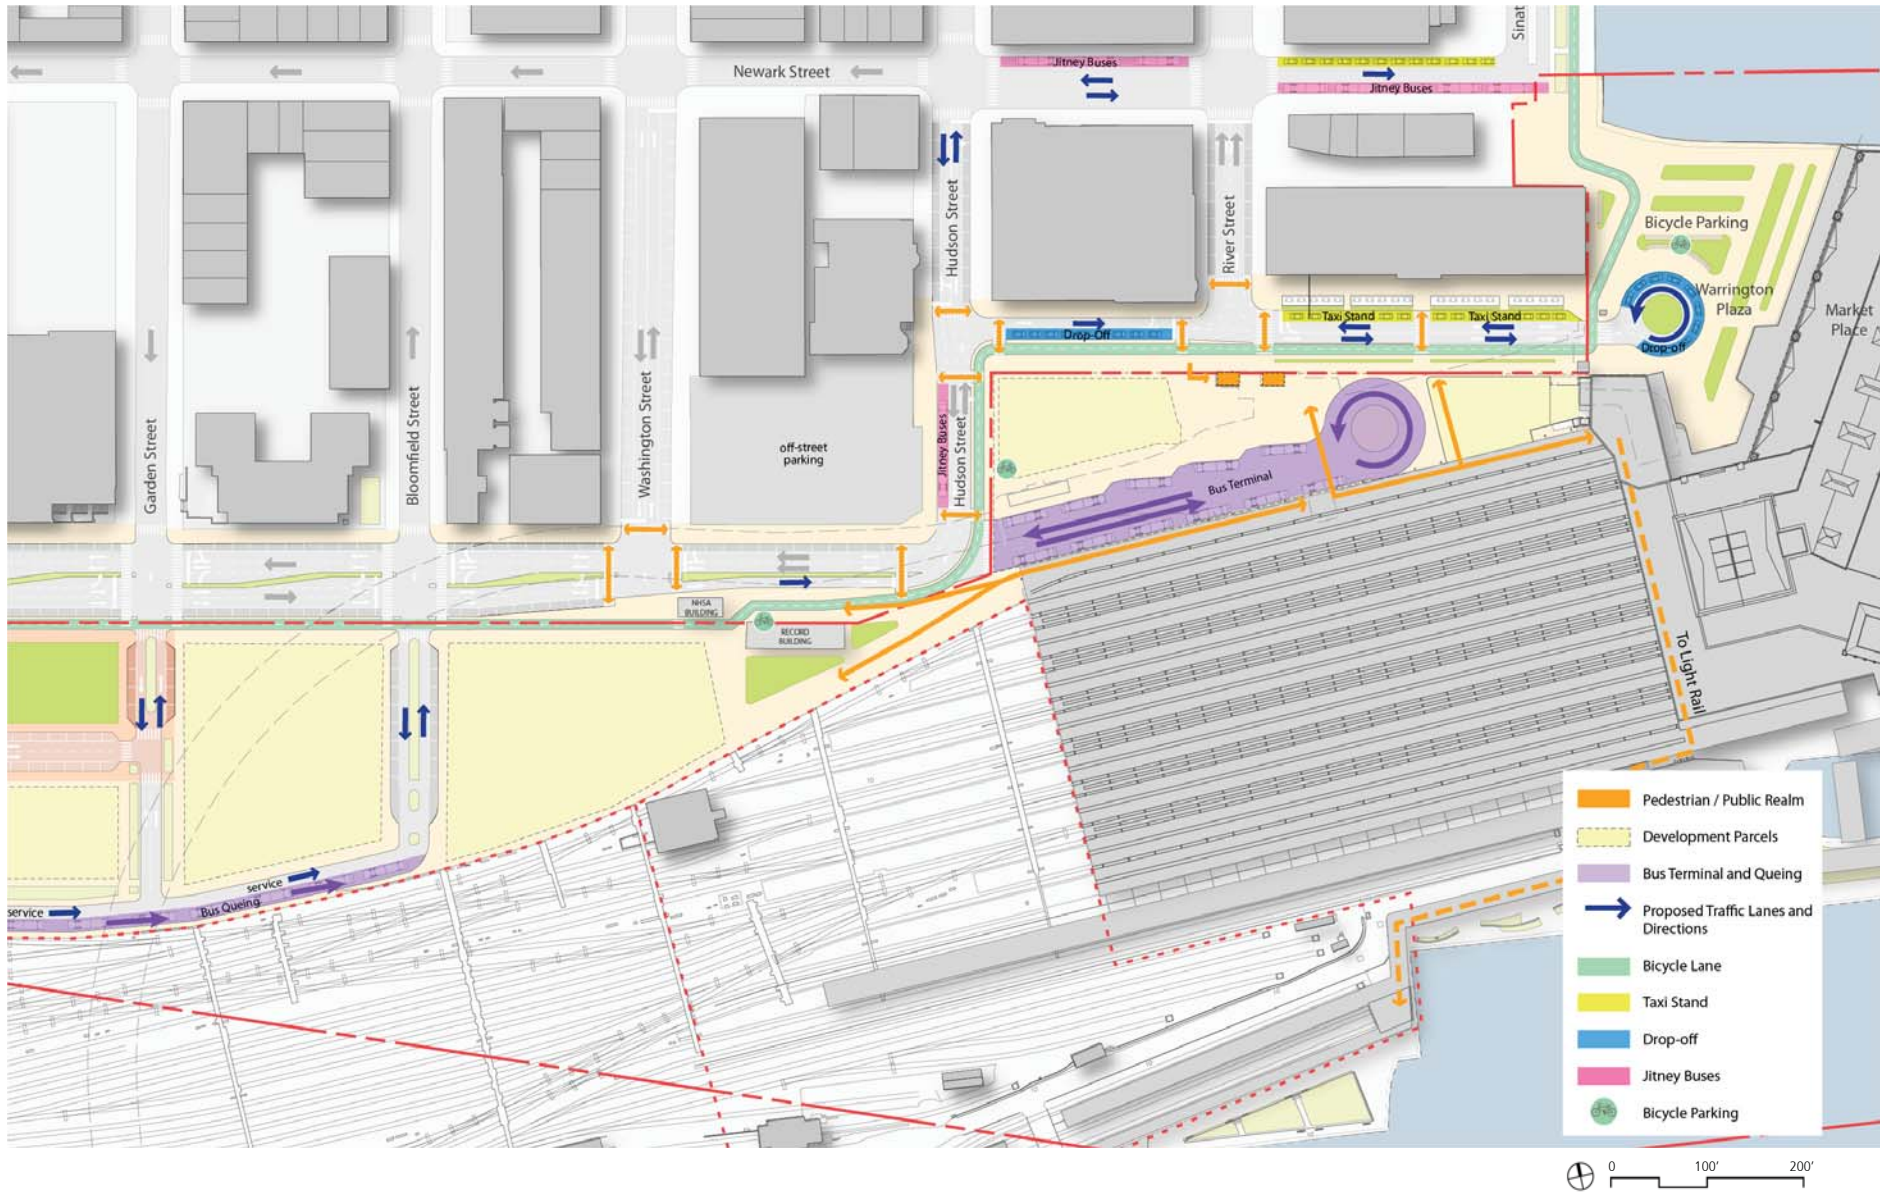 Sinat
Jitney Buses
Newark Street
Jitney Buses
Hudson Street
River Street
Bicycle Parking
Warrington
Plaza
Market
Place
Taxi Stand
Taxi Stand
Drop-Off
Drop-off
Garden Street
Bloomfield Street
Washington Street
off-street
parking
Jitney Buses
Hudson Street
Bus Terminal
NHSA
BUILDING
RECORD
BUILDING
To Light Rail
service
Bus Queing
service
Pedestrian / Public Realm
Development Parcels
Bus Terminal and Queing
Proposed Traffic Lanes and
Directions
Bicycle Lane
Taxi Stand
Drop-off
Jitney Buses
Bicycle Parking
0 100' 200'